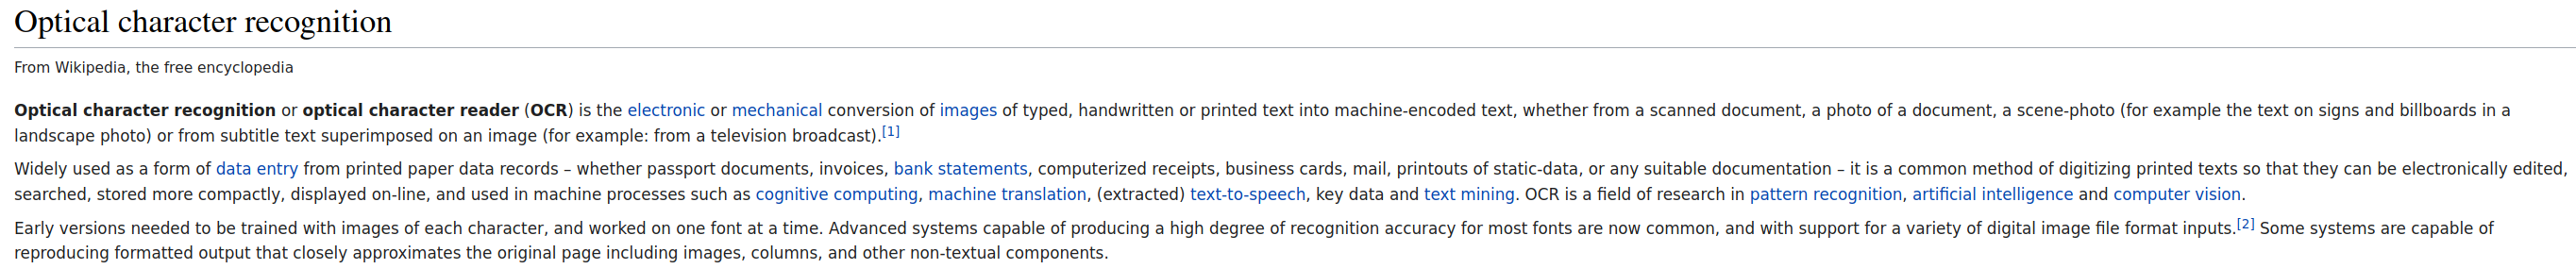 Optical character recognition
From Wikipedia, the free encyclopedia
Optical character recognition or optical character reader (OCR) is the electronic or mechanical conversion of images of typed, handwritten or printed text into machine-encoded text, whether from a scanned document, a photo of a document, a scene-photo (for example the text on signs and billboards in a
landscape photo) or from subtitle text superimposed on an image (for example: from a television broadcast).[1]
Widely used as a form of data entry from printed paper data records – whether passport documents, invoices, bank statements, computerized receipts, business cards, mail, printouts of static-data, or any suitable documentation – it is a common method of digitizing printed texts so that they can be electronically edited,
searched, stored more compactly, displayed on-line, and used in machine processes such as cognitive computing, machine translation, (extracted) text-to-speech, key data and text mining. OCR is a field of research in pattern recognition, artificial intelligence and computer vision.
Early versions needed to be trained with images of each character, and worked on one font at a time. Advanced systems capable of producing a high degree of recognition accuracy for most fonts are now common, and with support for a variety of digital image file format inputs.[2] Some systems are capable of
reproducing formatted output that closely approximates the original page including images, columns, and other non-textual components.